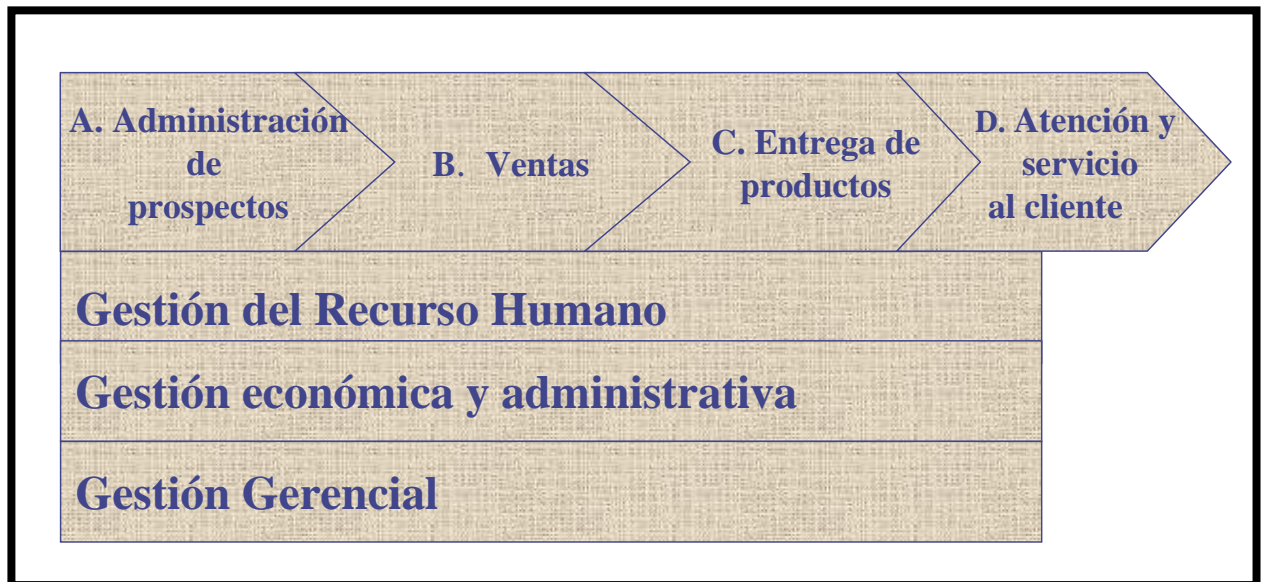 A. Administración
de
prospectos
B. Ventas
C. Entrega de
productos
D. Atención y
servicio
al cliente
Gestión del Recurso Humano
Gestión económica y administrativa
Gestión Gerencial